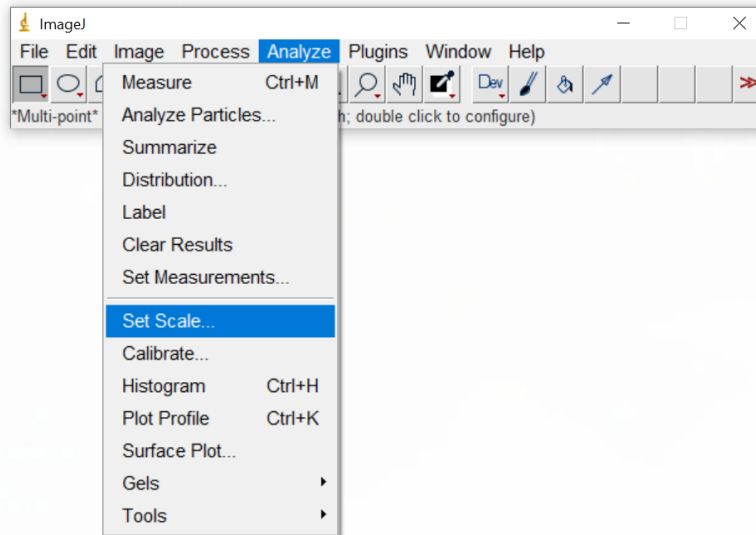 ImageJ
File Edit Image Process Analyze Plugins Window Help
Dev
*Multi-point* h; double click to configure)
Measure Ctrl+M
Analyze Particles...
Summarize
Distribution...
Label
Clear Results
Set Measurements...
Set Scale...
Calibrate...
Histogram Ctrl+H
Plot Profile Ctrl+K
Surface Plot...
Gels
Tools